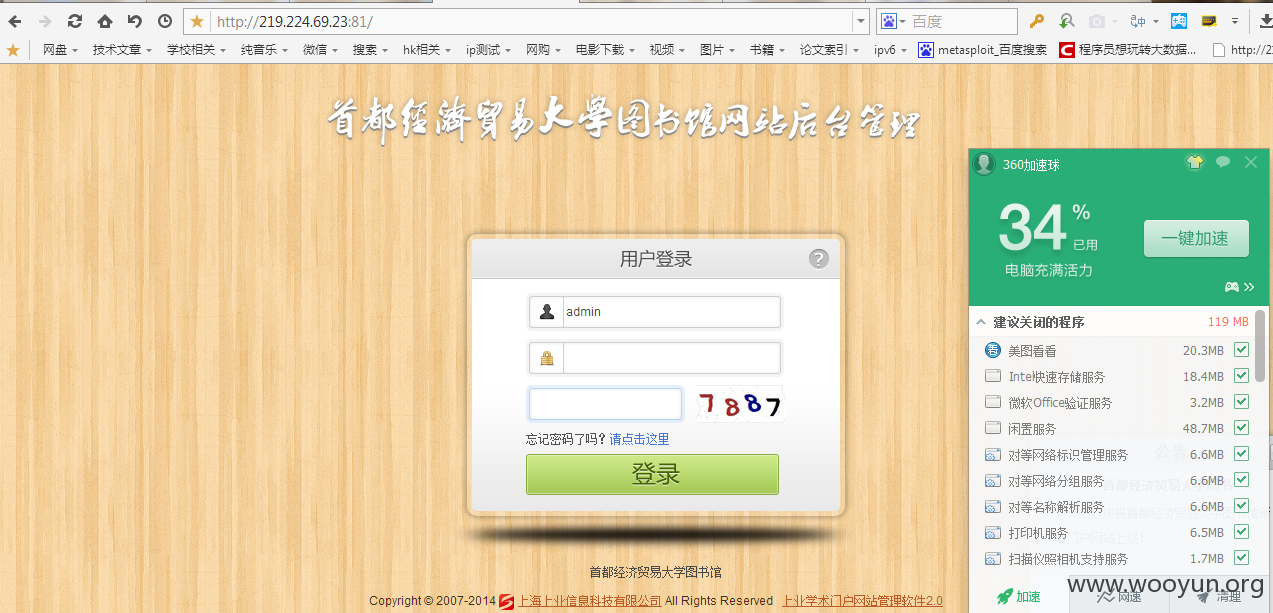 http://219.224.69.23:81/ 百度
网盘 技术文章 学校相关 纯音乐 微信 搜索 hk相关 ip测试 网购 电影下载 视频 图片 书籍 论文索引 ipv6 metasploit_百度搜索 程序员想玩转大数据... http://2
首都經濟貿易大學图书馆网站后台管理
用户登录
?
admin
7887
忘记密码了吗?请点击这里
登录
首都经济贸易大学图书馆
Copyright © 2007-2014 上海上业信息科技有限公司 All Rights Reserved 上业学术门户网站管理软件2.0
360加速球
34%
已用
一键加速
电脑充满活力
建议关闭的程序 119 MB
美图看看 20.3MB
Intel快速存储服务 18.4MB
微软Office验证服务 3.2MB
闲置服务 48.7MB
对等网络标识管理服务 6.6MB
对等网络分组服务 6.6MB
对等名称解析服务 6.6MB
打印机服务 6.5MB
扫描仪照相机支持服务 1.7MB
加速 网速 清理
www.wooyun.org